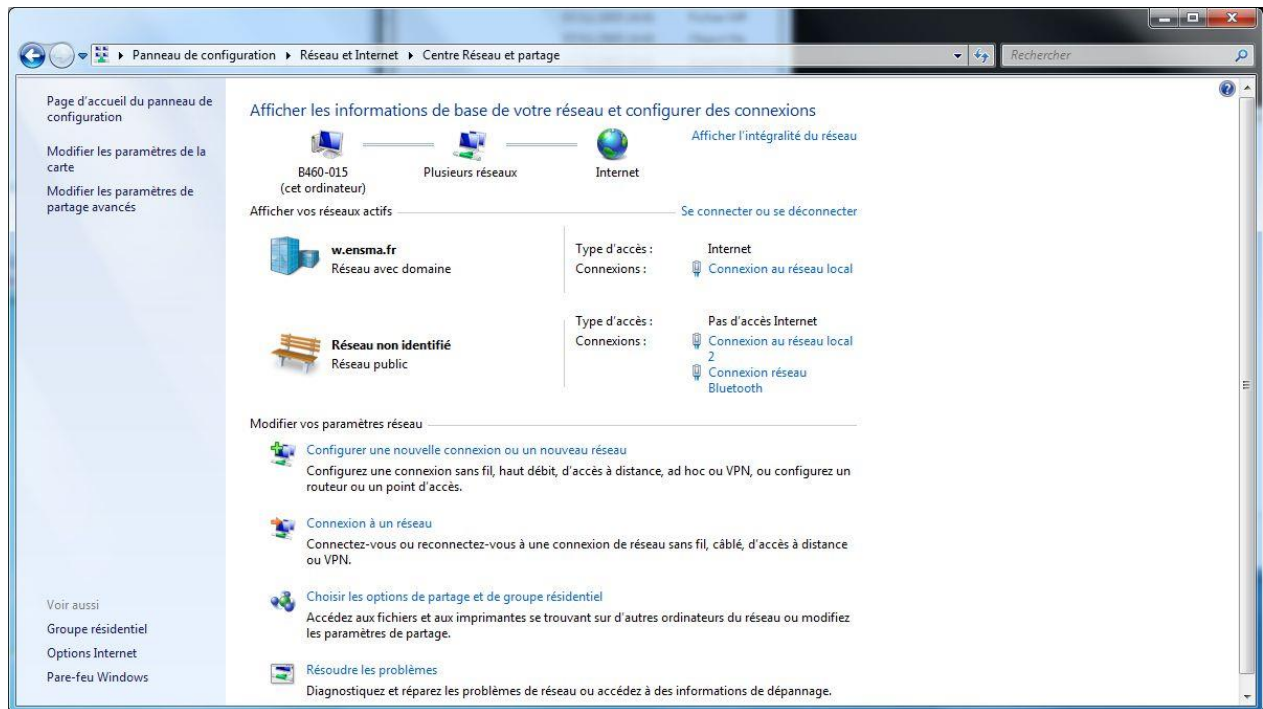 Panneau de configuration ▸ Réseau et Internet ▸ Centre Réseau et partage
Rechercher
Page d'accueil du panneau de
configuration
Modifier les paramètres de la
carte
Modifier les paramètres de
partage avancés
Afficher les informations de base de votre réseau et configurer des connexions
Afficher l'intégralité du réseau
B460-015
(cet ordinateur)
Plusieurs réseaux
Internet
Afficher vos réseaux actifs
Se connecter ou se déconnecter
w.ensma.fr
Réseau avec domaine
Type d'accès : Internet
Connexions : Connexion au réseau local
Réseau non identifié
Réseau public
Type d'accès : Pas d'accès Internet
Connexions : Connexion au réseau local
2
Connexion réseau
Bluetooth
Modifier vos paramètres réseau
Configurer une nouvelle connexion ou un nouveau réseau
Configurez une connexion sans fil, haut débit, d'accès à distance, ad hoc ou VPN, ou configurez un
routeur ou un point d'accès.
Connexion à un réseau
Connectez-vous ou reconnectez-vous à une connexion de réseau sans fil, câblé, d'accès à distance
ou VPN.
Choisir les options de partage et de groupe résidentiel
Accédez aux fichiers et aux imprimantes se trouvant sur d'autres ordinateurs du réseau ou modifiez
les paramètres de partage.
Résoudre les problèmes
Diagnostiquez et réparez les problèmes de réseau ou accédez à des informations de dépannage.
Voir aussi
Groupe résidentiel
Options Internet
Pare-feu Windows